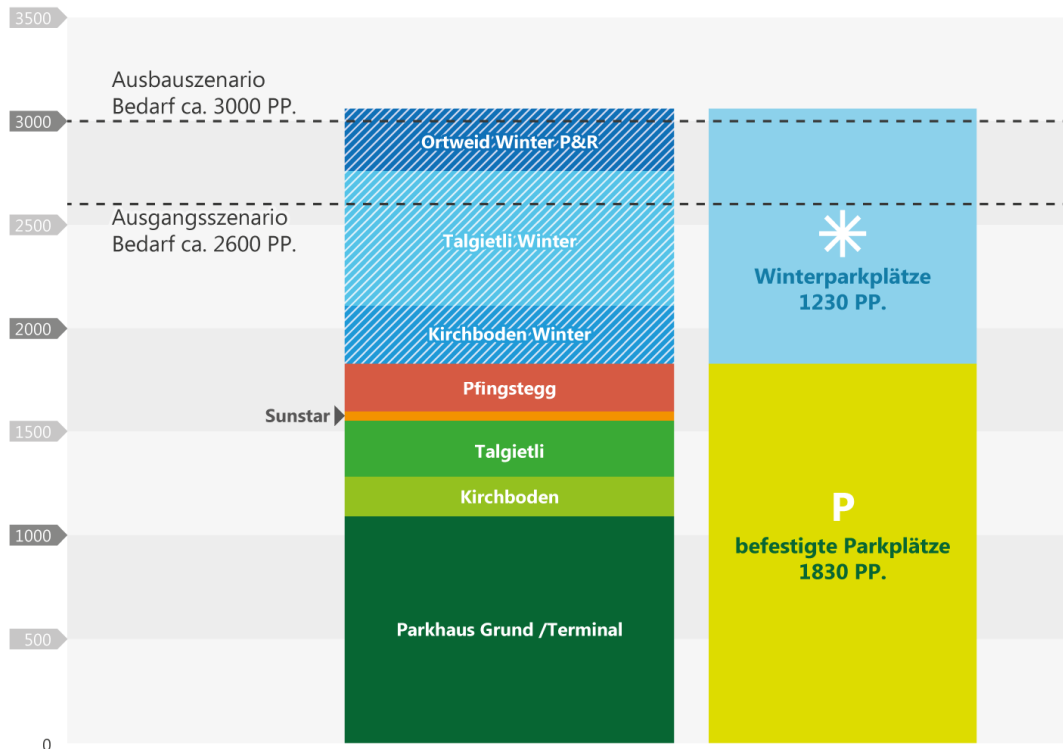 3500
Ausbauszenario
Bedarf ca. 3000 PP.
3000
Ortweid Winter P&R
Ausgangsszenario
Bedarf ca. 2600 PP.
2500
Talgietli Winter
Winterparkplätze
1230 PP.
2000
Kirchboden Winter
Pfingstegg
Sunstar
1500
Talgietli
Kirchboden
P
befestigte Parkplätze
1830 PP.
1000
Parkhaus Grund /Terminal
500
0